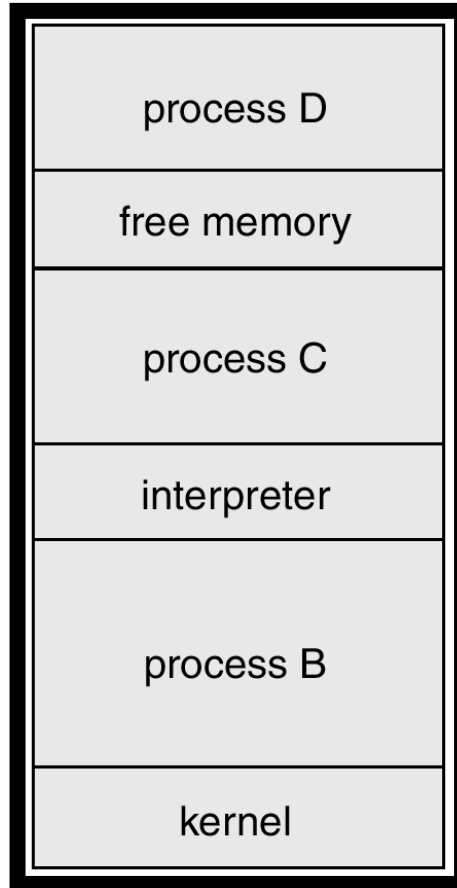 process D
free memory
process C
interpreter
process B
kernel